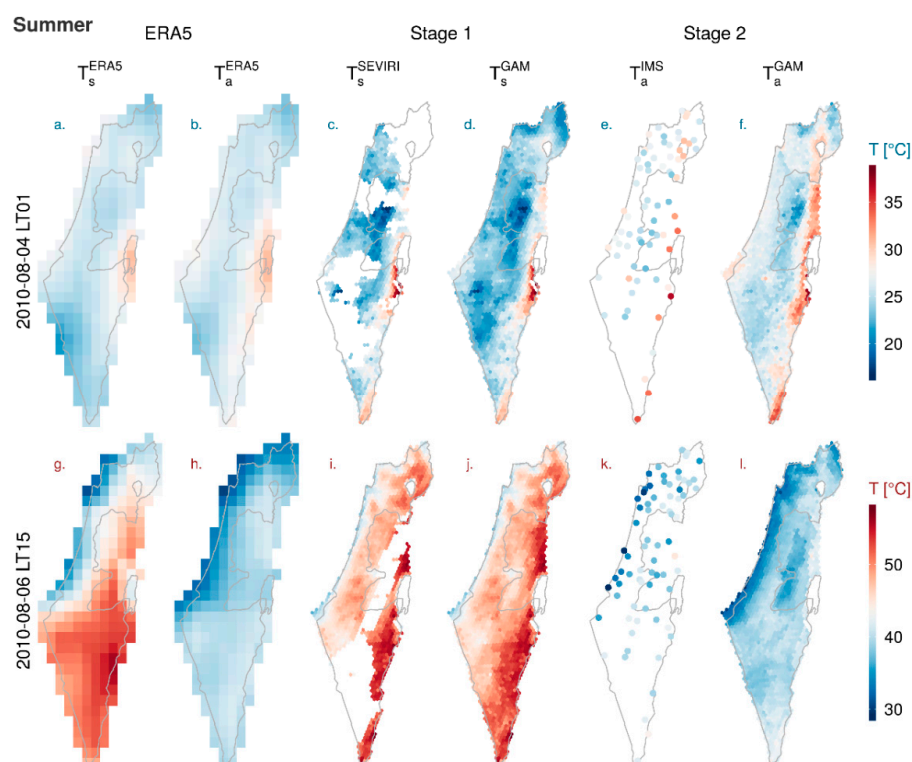 Summer
ERA5 Stage 1 Stage 2
T_s^ERA5 T_a^ERA5 T_s^SEVIRI T_s^GAM T_a^IMS T_a^GAM
a. b. c. d. e. f.
T [°C]
35
30
25
20
2010-08-04 LT01
g. h. i. j. k. l.
T [°C]
50
40
30
2010-08-06 LT15